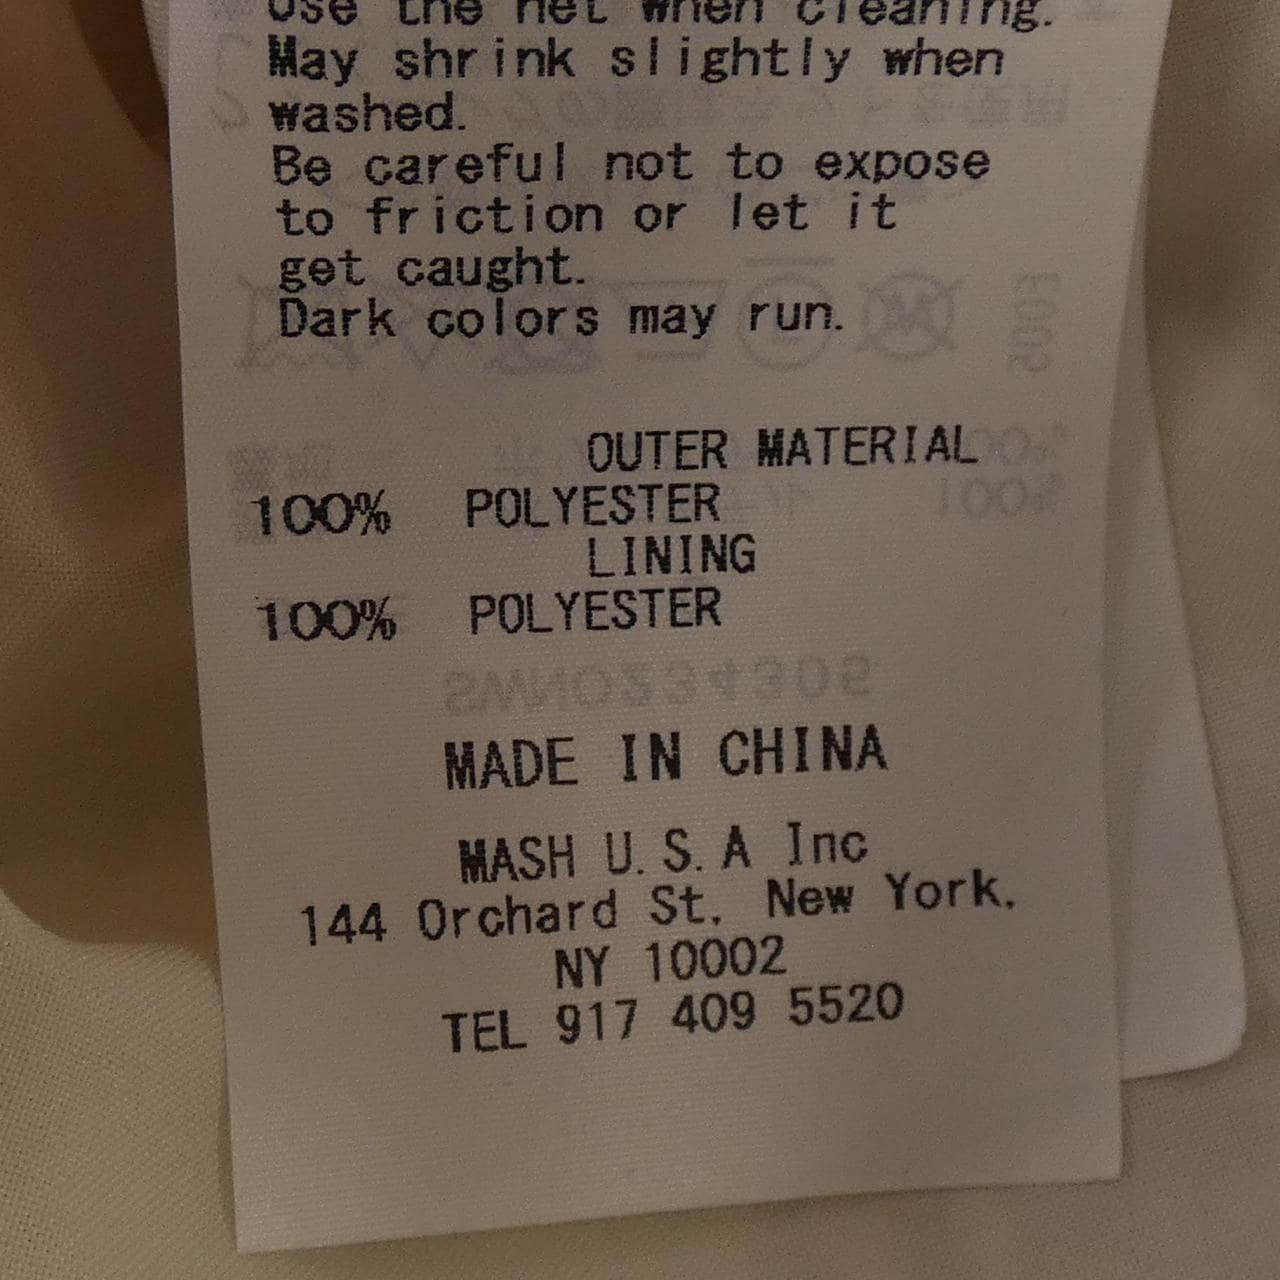 Use the net when cleaning.
May shrink slightly when
washed.
Be careful not to expose
to friction or let it
get caught.
Dark colors may run.
OUTER MATERIAL
100% POLYESTER
LINING
100% POLYESTER
MADE IN CHINA
MASH U.S.A Inc
144 Orchard St, New York,
NY 10002
TEL 917 409 5520